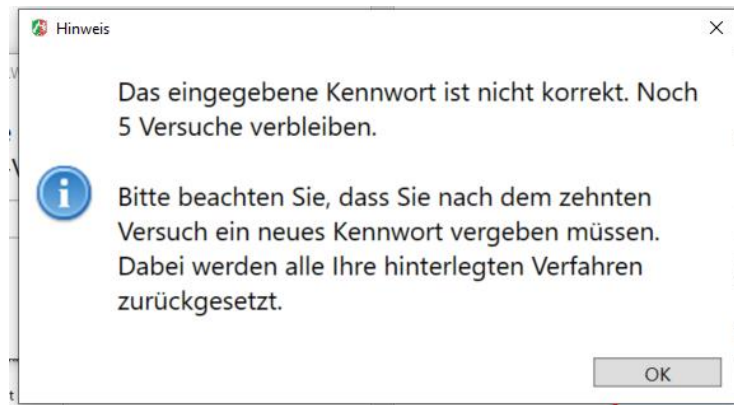 Hinweis
Das eingegebene Kennwort ist nicht korrekt. Noch
5 Versuche verbleiben.
Bitte beachten Sie, dass Sie nach dem zehnten
Versuch ein neues Kennwort vergeben müssen.
Dabei werden alle Ihre hinterlegten Verfahren
zurückgesetzt.
OK